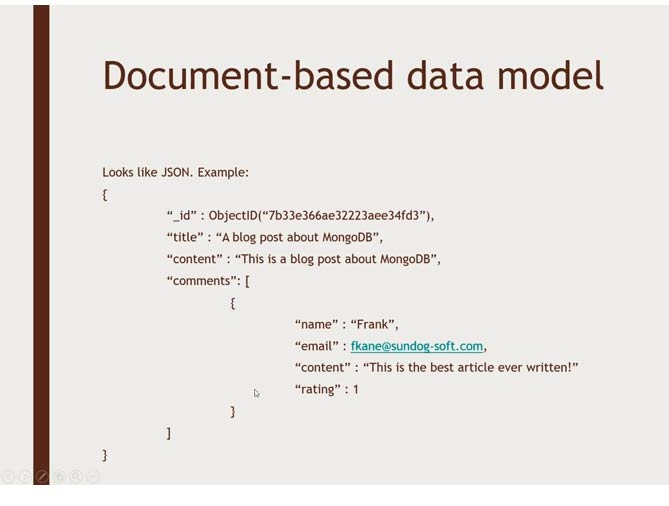 Document-based data model
Looks like JSON. Example:
{
“_id” : ObjectID(“7b33e366ae32223aee34fd3”),
“title” : “A blog post about MongoDB”,
“content” : “This is a blog post about MongoDB”,
“comments”: [
{
“name” : “Frank”,
“email” : fkane@sundog-soft.com,
“content” : “This is the best article ever written!”
“rating” : 1
}
]
}